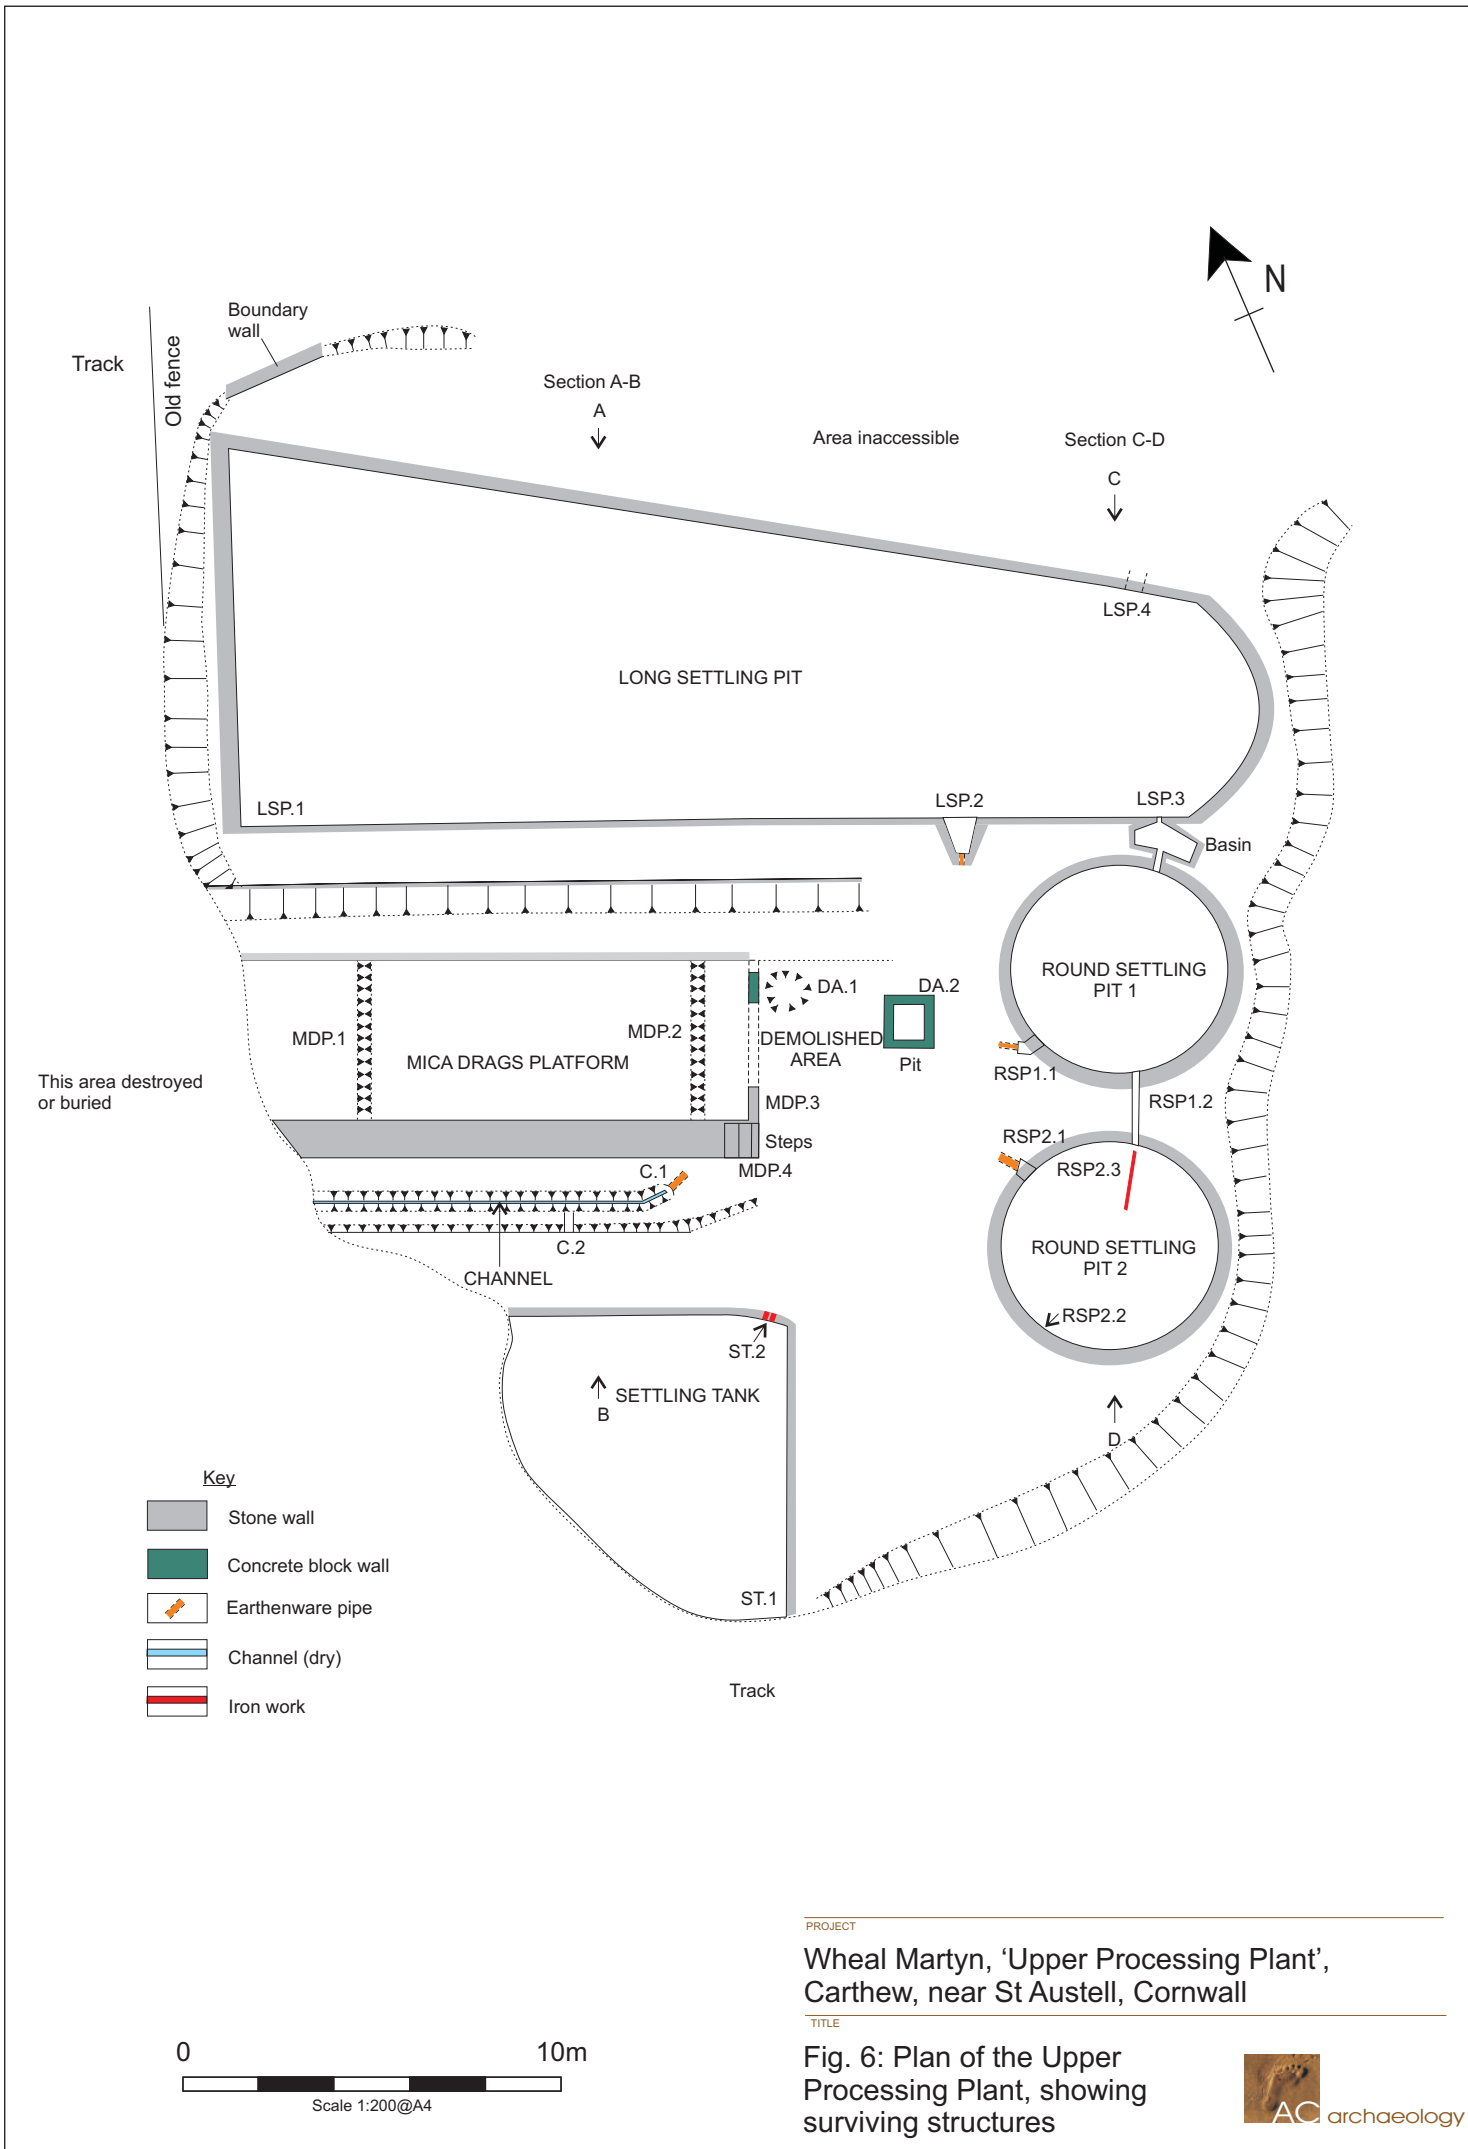 N
Boundary
wall
Track
Old fence
Section A-B
A
Area inaccessible
Section C-D
C
LSP.4
LONG SETTLING PIT
LSP.1
LSP.2
LSP.3
Basin
ROUND SETTLING
PIT 1
DA.1
DA.2
MDP.1
MDP.2
DEMOLISHED
AREA
MICA DRAGS PLATFORM
Pit
RSP1.1
This area destroyed
or buried
MDP.3
RSP1.2
Steps
RSP2.1
MDP.4
C.1
RSP2.3
C.2
ROUND SETTLING
PIT 2
CHANNEL
RSP2.2
ST.2
SETTLING TANK
B
D
Key
Stone wall
Concrete block wall
Earthenware pipe
Channel (dry)
Iron work
ST.1
Track
PROJECT
Wheal Martyn, ‘Upper Processing Plant’,
Carthew, near St Austell, Cornwall
TITLE
Fig. 6: Plan of the Upper
Processing Plant, showing
surviving structures
0 10m
Scale 1:200@A4
AC archaeology